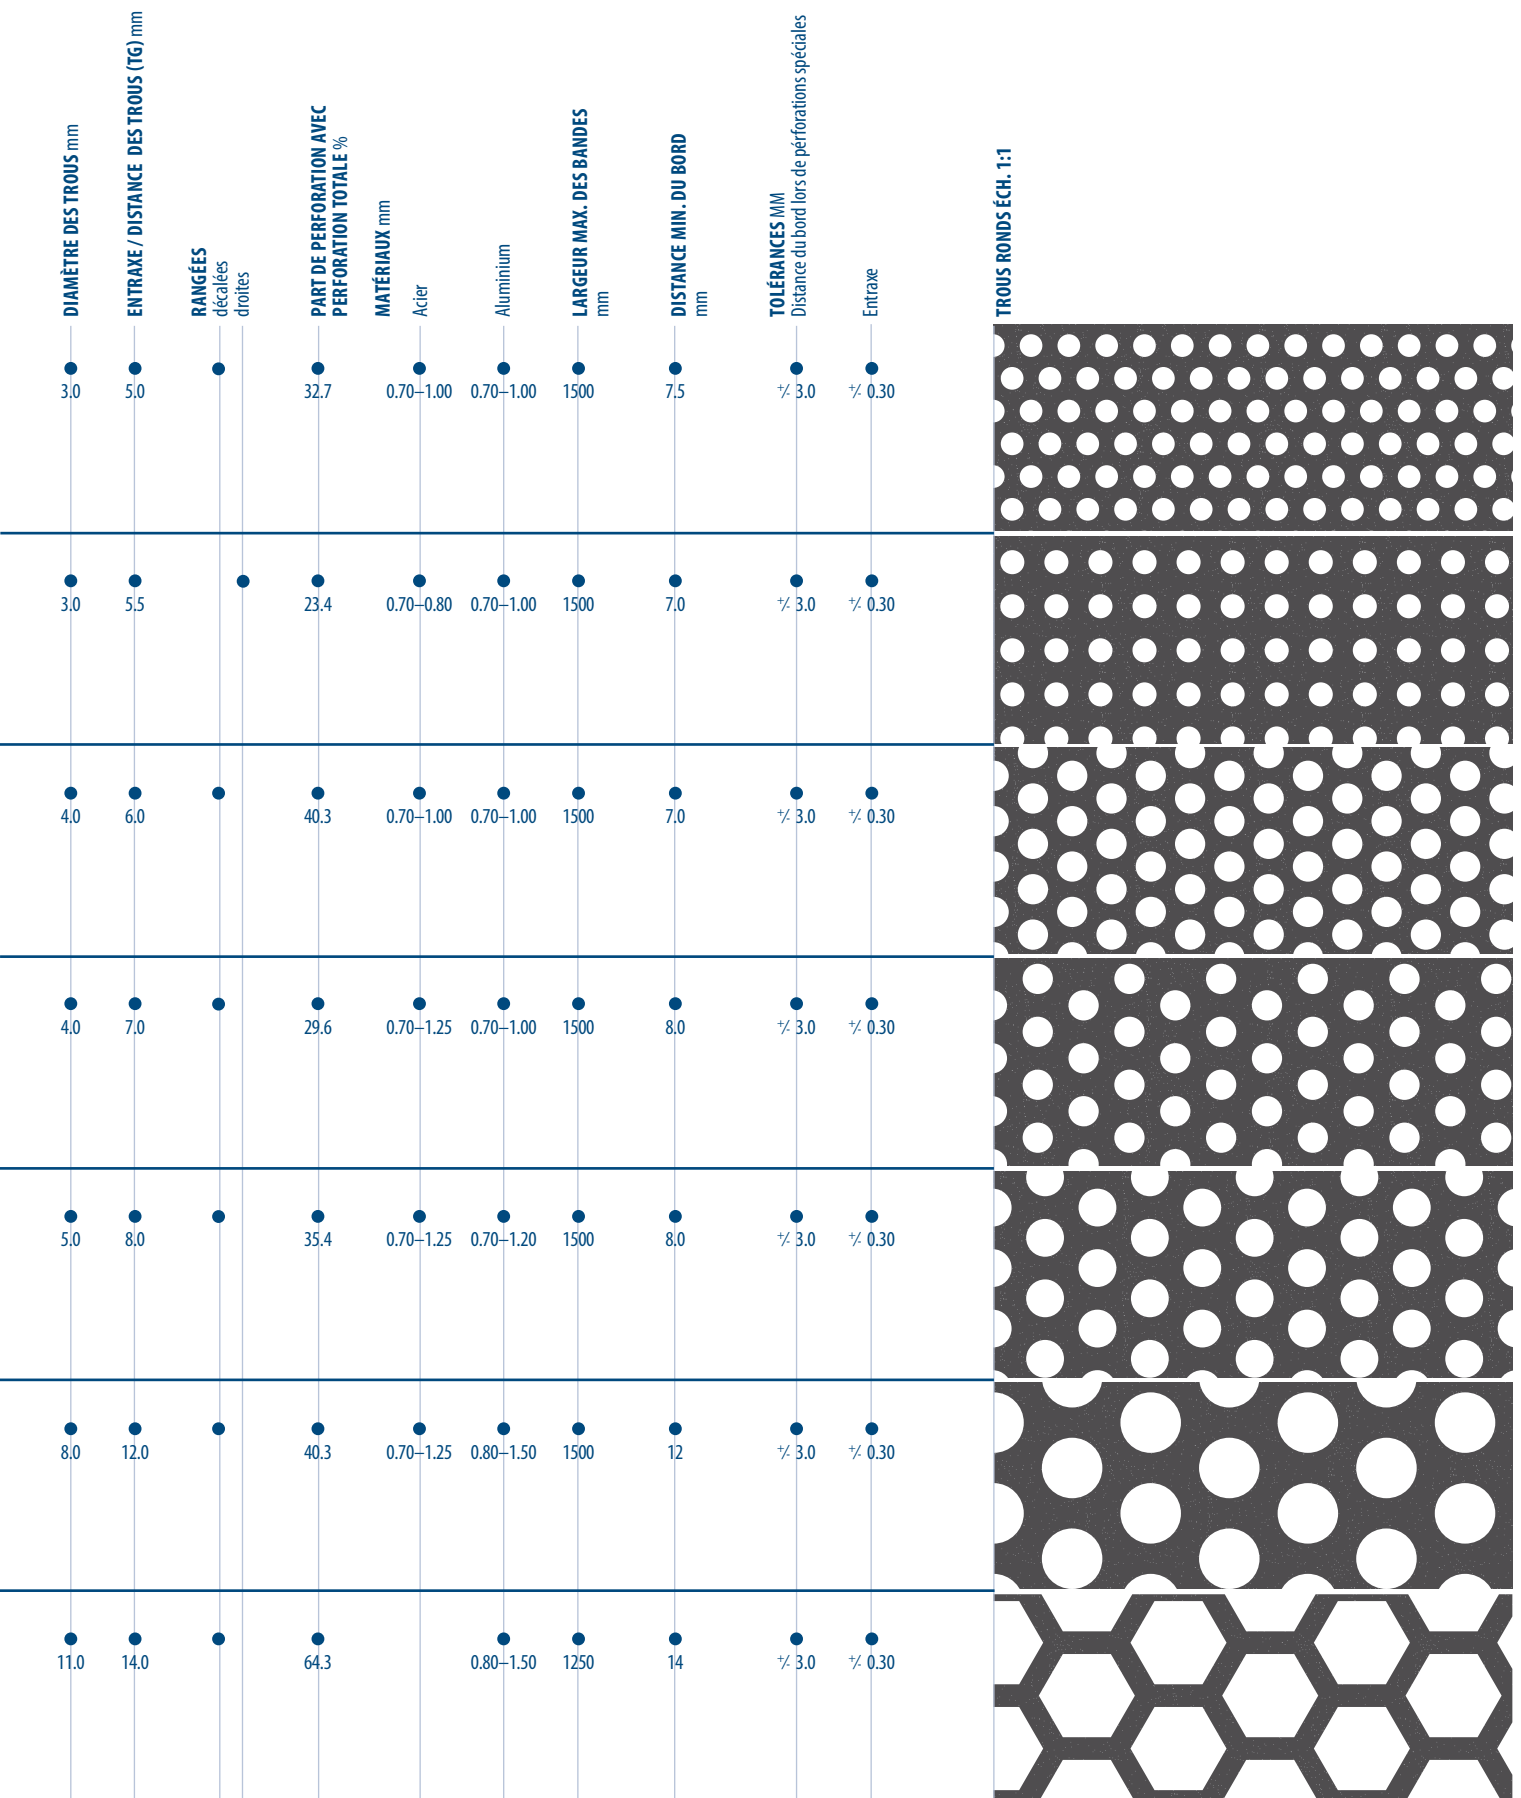 DIAMÈTRE DES TROUS mm
ENTRAXE / DISTANCE DES TROUS (TG) mm
RANGÉES
décalées
droites
PART DE PERFORATION AVEC
PERFORATION TOTALE %
MATÉRIAUX mm
Acier
Aluminium
LARGEUR MAX. DES BANDES
mm
DISTANCE MIN. DU BORD
mm
TOLÉRANCES MM
Distance du bord lors de pérforations spéciales
Entraxe
TROUS RONDS ÉCH. 1:1
3.0 5.0 32.7 0.70–1.00 0.70–1.00 1500 7.5 +/- 3.0 +/- 0.30
3.0 5.5 23.4 0.70–0.80 0.70–1.00 1500 7.0 +/- 3.0 +/- 0.30
4.0 6.0 40.3 0.70–1.00 0.70–1.00 1500 7.0 +/- 3.0 +/- 0.30
4.0 7.0 29.6 0.70–1.25 0.70–1.00 1500 8.0 +/- 3.0 +/- 0.30
5.0 8.0 35.4 0.70–1.25 0.70–1.20 1500 8.0 +/- 3.0 +/- 0.30
8.0 12.0 40.3 0.70–1.25 0.80–1.50 1500 12 +/- 3.0 +/- 0.30
11.0 14.0 64.3 0.80–1.50 1250 14 +/- 3.0 +/- 0.30